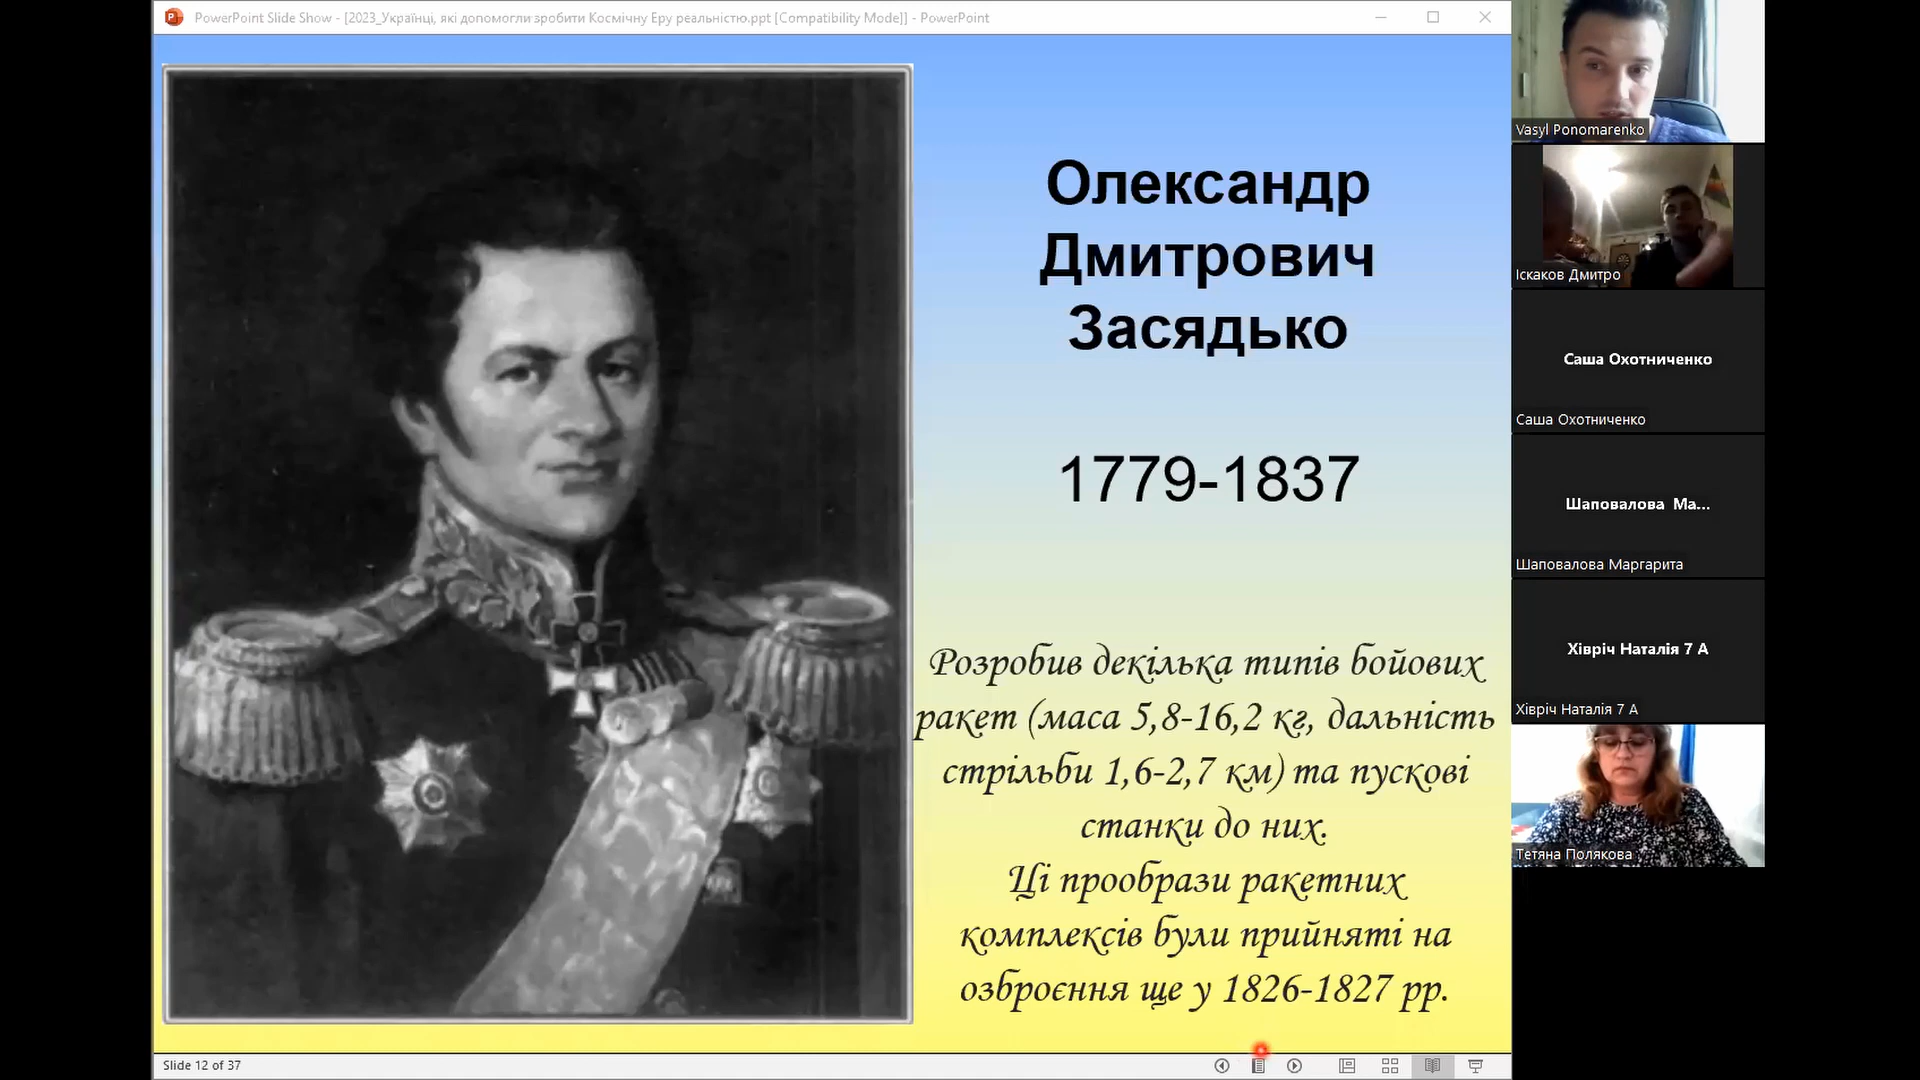 PowerPoint Slide Show - [2023_Українці, які допомогли зробити Космічну Еру реальністю.ppt [Compatibility Mode]] - PowerPoint
Олександр
Дмитрович
Засядько
1779-1837
Розробив декілька типів бойових
ракет (маса 5,8-16,2 кг, дальність
стрільби 1,6-2,7 км) та пускові
станки до них.
Ці прообрази ракетних
комплексів були прийняті на
озброєння ще у 1826-1827 рр.
Slide 12 of 37
Vasyl Ponomarenko
Іскаков Дмитро
Саша Охотниченко
Саша Охотниченко
Шаповалова Ма...
Шаповалова Маргарита
Хівріч Наталія 7 А
Хівріч Наталія 7 А
Тетяна Полякова